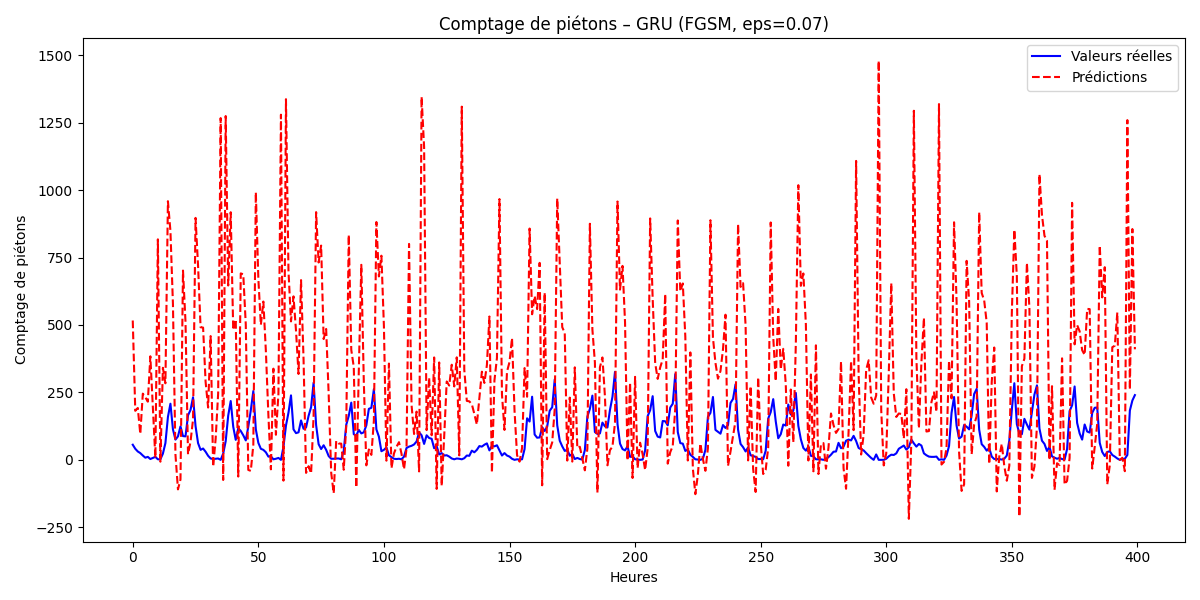 Comptage de piétons – GRU (FGSM, eps=0.07)
Valeurs réelles
Prédictions
Comptage de piétons
1500
1250
1000
750
500
250
0
−250
0 50 100 150 200 250 300 350 400
Heures